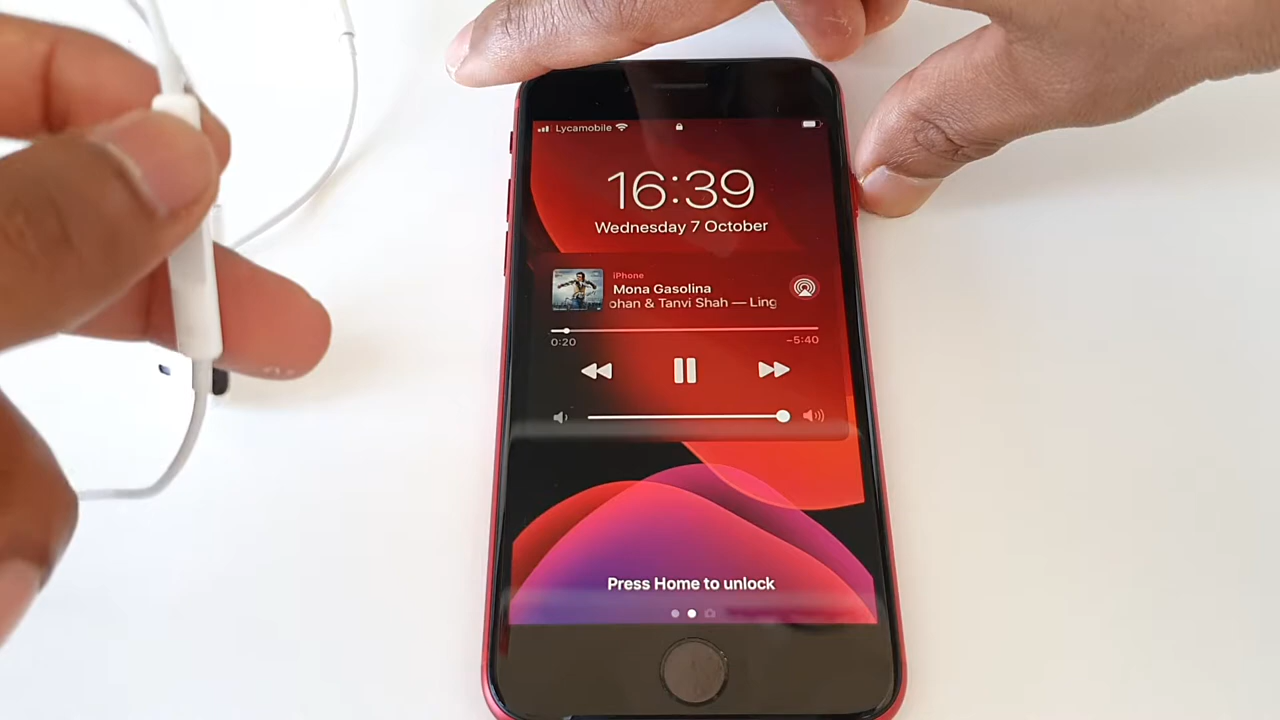 Lycamobile
16:39
Wednesday 7 October
iPhone
Mona Gasolina
ohan & Tanvi Shah — Ling
0:20
-5:40
Press Home to unlock